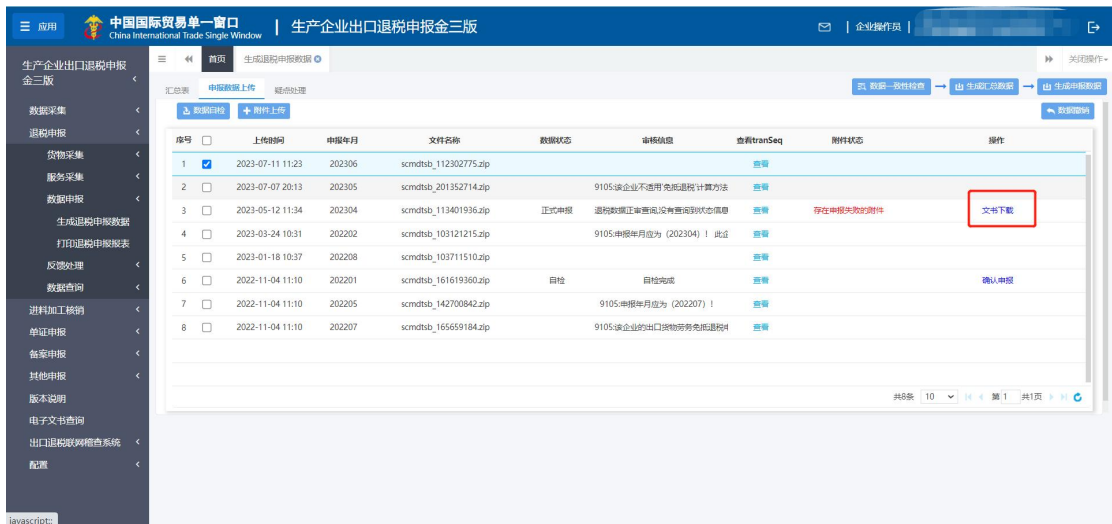 应用 中国国际贸易单一窗口 China International Trade Single Window 生产企业出口退税申报金三版 企业操作员
生产企业出口退税申报金三版
首页 生成退税申报数据 关闭操作
汇总表 申报数据上传 疑点处理 数据一致性检查 生成汇总数据 生成申报数据
数据自检 附件上传 数据撤销
数据采集
退税申报
货物采集
服务采集
数据申报
生成退税申报数据
打印退税申报报表
反馈处理
数据查询
进料加工核销
单证申报
备案申报
其他申报
版本说明
电子文书查询
出口退税联网稽查系统
配置
序号 上传时间 申报年月 文件名称 数据状态 审核信息 查看tranSeq 附件状态 操作
1 2023-07-11 11:23 202306 scmdtsb_112302775.zip 查看
2 2023-07-07 20:13 202305 scmdtsb_201352714.zip 9105:该企业不适用'免抵退税'计算方法 查看
3 2023-05-12 11:34 202304 scmdtsb_113401936.zip 正式申报 退税数据正审查询,没有查询到状态信息 查看 存在申报失败的附件 文书下载
4 2023-03-24 10:31 202202 scmdtsb_103121215.zip 9105:申报年月应为（202304）！ 此企 查看
5 2023-01-18 10:37 202208 scmdtsb_103711510.zip 查看
6 2022-11-04 11:10 202201 scmdtsb_161619360.zip 自检 自检完成 查看 确认申报
7 2022-11-04 11:10 202205 scmdtsb_142700842.zip 9105:申报年月应为（202207）！ 查看
8 2022-11-04 11:10 202207 scmdtsb_165659184.zip 9105:该企业的出口货物劳务免抵退税 查看
共8条 10 第 1 共1页
javascript:;